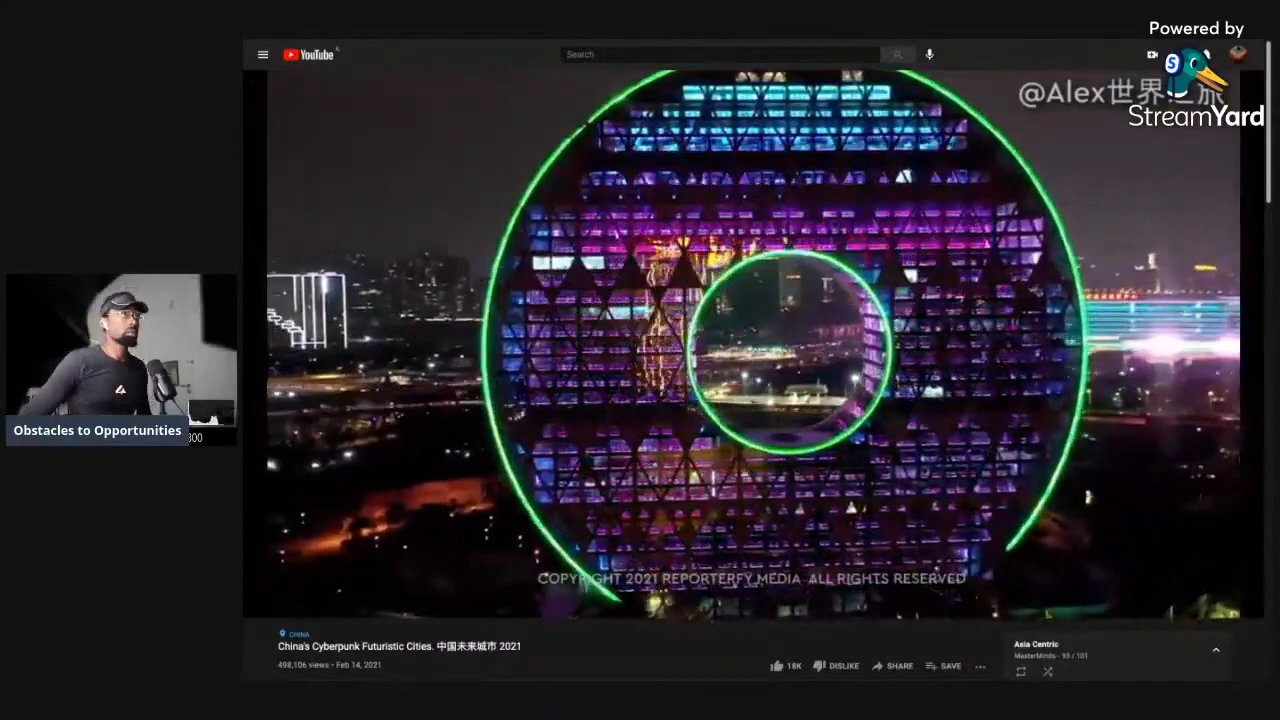 Powered by
StreamYard
YouTube
Search
@Alex世界之旅
Obstacles to Opportunities
COPYRIGHT 2021 REPORTERFY MEDIA ALL RIGHTS RESERVED
CHINA
China's Cyberpunk Futuristic Cities. 中国未来城市 2021
498,106 views • Feb 14, 2021
18K DISLIKE SHARE SAVE
Asia Centric
MasterMinds - 93 / 101